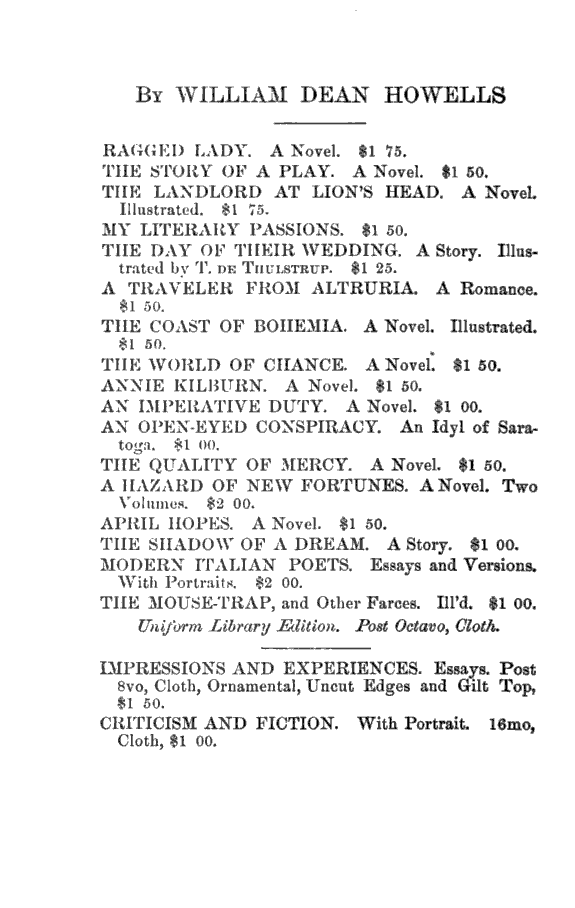 By WILLIAM DEAN HOWELLS
RAGGED LADY. A Novel. $1 75.
THE STORY OF A PLAY. A Novel. $1 50.
THE LANDLORD AT LION'S HEAD. A Novel.
Illustrated. $1 75.
MY LITERARY PASSIONS. $1 50.
THE DAY OF THEIR WEDDING. A Story. Illus-
trated by T. DE THULSTRUP. $1 25.
A TRAVELER FROM ALTRURIA. A Romance.
$1 50.
THE COAST OF BOHEMIA. A Novel. Illustrated.
$1 50.
THE WORLD OF CHANCE. A Novel. $1 50.
ANNIE KILBURN. A Novel. $1 50.
AN IMPERATIVE DUTY. A Novel. $1 00.
AN OPEN-EYED CONSPIRACY. An Idyl of Sara-
toga. $1 00.
THE QUALITY OF MERCY. A Novel. $1 50.
A HAZARD OF NEW FORTUNES. A Novel. Two
Volumes. $2 00.
APRIL HOPES. A Novel. $1 50.
THE SHADOW OF A DREAM. A Story. $1 00.
MODERN ITALIAN POETS. Essays and Versions.
With Portraits. $2 00.
THE MOUSE-TRAP, and Other Farces. Ill'd. $1 00.
Uniform Library Edition. Post Octavo, Cloth.
IMPRESSIONS AND EXPERIENCES. Essays. Post
8vo, Cloth, Ornamental, Uncut Edges and Gilt Top,
$1 50.
CRITICISM AND FICTION. With Portrait. 16mo,
Cloth, $1 00.